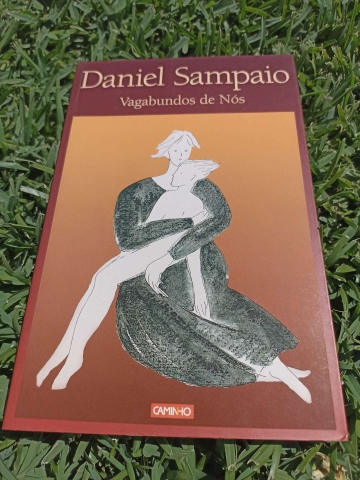 Daniel Sampaio
Vagabundos de Nós
CAMINHO